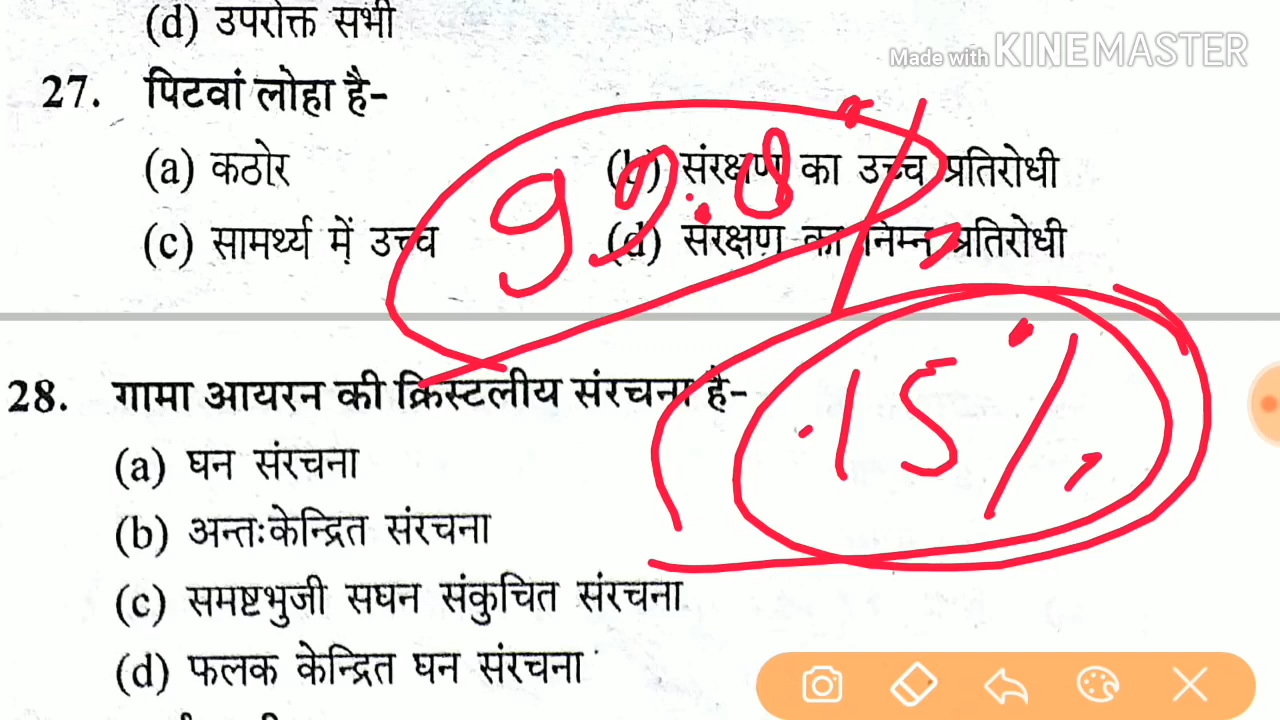 (d) उपरोक्त सभी
Made with KINEMASTER
27. पिटवां लोहा है-
(a) कठोर (b) संरक्षण का उच्च प्रतिरोधी
(c) सामर्थ्य में उच्च (d) संरक्षण का निम्न प्रतिरोधी
99.8%
28. गामा आयरन की क्रिस्टलीय संरचना है-
.15%
(a) घन संरचना
(b) अन्तःकेन्द्रित संरचना
(c) समष्टभुजी सघन संकुचित संरचना
(d) फलक केन्द्रित घन संरचना